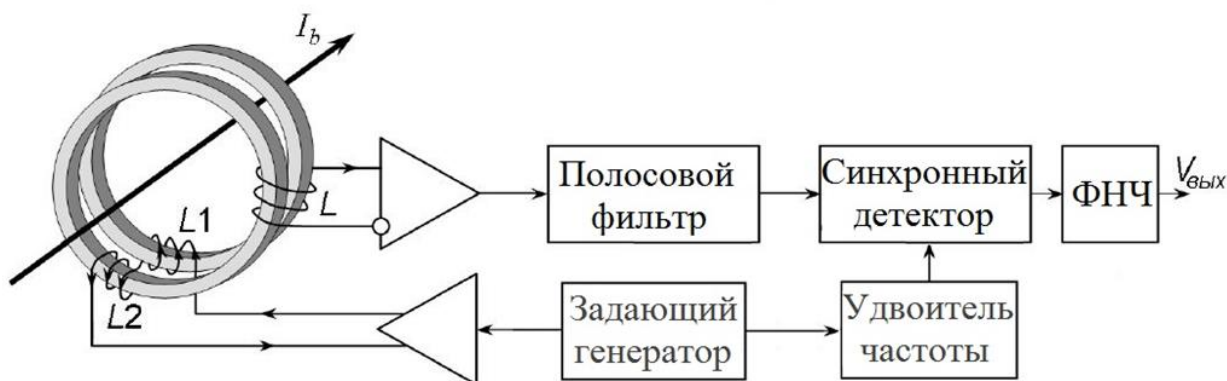 I_b
L
L1
L2
Полосовой
фильтр
Синхронный
детектор
ФНЧ
V_вых
Задающий
генератор
Удвоитель
частоты